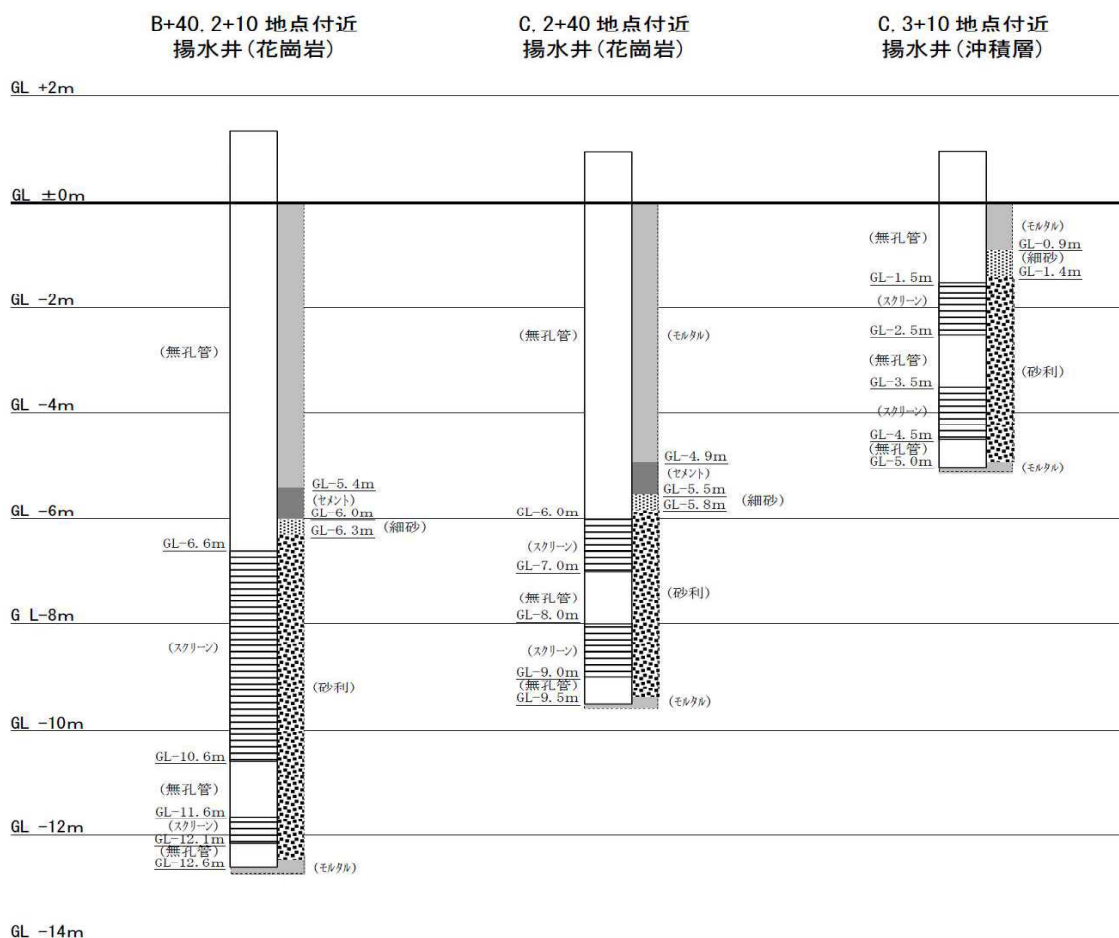 B+40, 2+10 地点付近
揚水井(花崗岩)
C, 2+40 地点付近
揚水井(花崗岩)
C, 3+10 地点付近
揚水井(沖積層)
GL +2m
GL ±0m
GL -2m
GL -4m
GL -6m
G L-8m
GL -10m
GL -12m
GL -14m
(無孔管)
GL-5.4m
(セメント)
GL-6.0m
GL-6.3m
(細砂)
GL-6.6m
(スクリーン)
(砂利)
GL-10.6m
(無孔管)
GL-11.6m
(スクリーン)
GL-12.1m
(無孔管)
GL-12.6m
(モルタル)
(無孔管)
(モルタル)
GL-4.9m
(セメント)
GL-5.5m
GL-5.8m
(細砂)
GL-6.0m
(スクリーン)
GL-7.0m
(無孔管)
(砂利)
GL-8.0m
(スクリーン)
GL-9.0m
(無孔管)
GL-9.5m
(モルタル)
(モルタル)
(無孔管)
GL-0.9m
(細砂)
GL-1.4m
GL-1.5m
(スクリーン)
GL-2.5m
(無孔管)
(砂利)
GL-3.5m
(スクリーン)
GL-4.5m
(無孔管)
GL-5.0m
(モルタル)